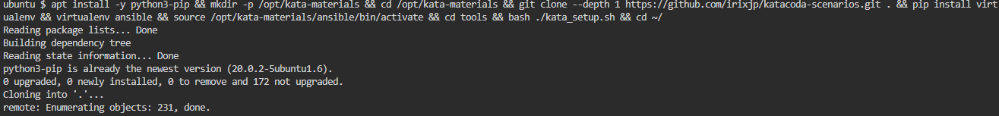 ubuntu $ apt install -y python3-pip && mkdir -p /opt/kata-materials && cd /opt/kata-materials && git clone --depth 1 https://github.com/irixjp/katacoda-scenarios.git . && pip install virt
ualenv && virtualenv ansible && source /opt/kata-materials/ansible/bin/activate && cd tools && bash ./kata_setup.sh && cd ~/
Reading package lists... Done
Building dependency tree
Reading state information... Done
python3-pip is already the newest version (20.0.2-5ubuntu1.6).
0 upgraded, 0 newly installed, 0 to remove and 172 not upgraded.
Cloning into '.'...
remote: Enumerating objects: 231, done.